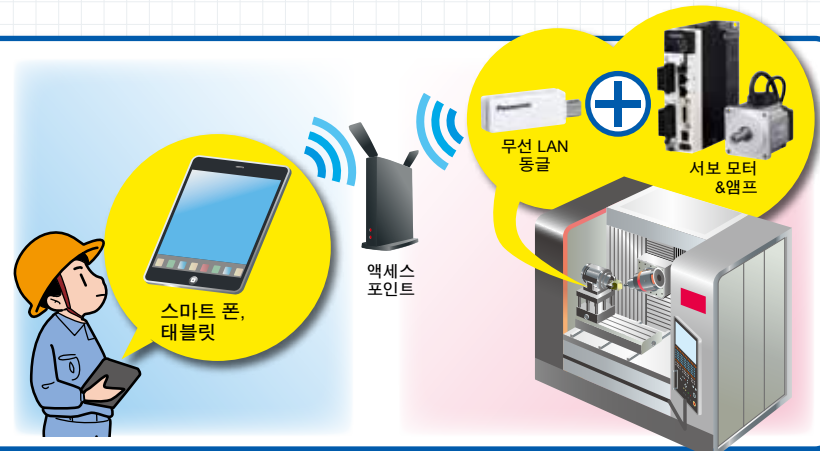 Panasonic
무선 LAN
동글
서보 모터
&앰프
액세스
포인트
스마트 폰,
태블릿